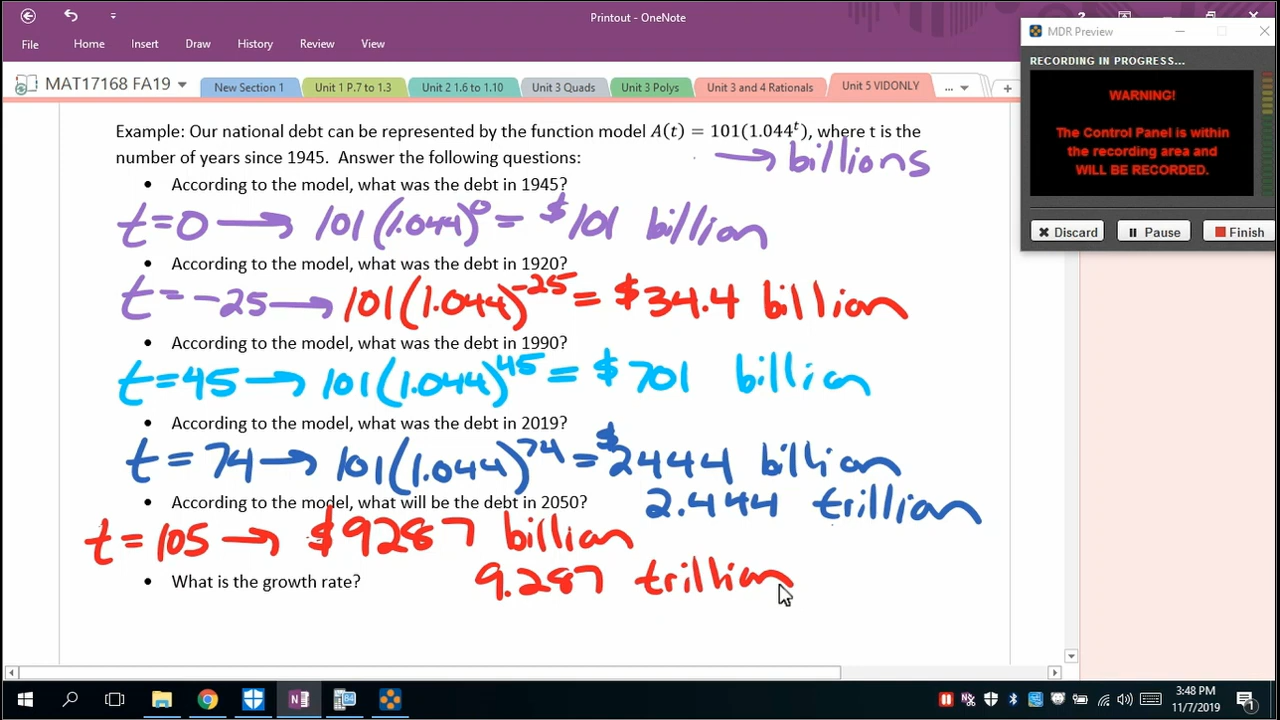 Printout - OneNote
File Home Insert Draw History Review View
MAT17168 FA19 New Section 1 Unit 1 P.7 to 1.3 Unit 2 1.6 to 1.10 Unit 3 Quads Unit 3 Polys Unit 3 and 4 Rationals Unit 5 VIDONLY ...
MDR Preview
RECORDING IN PROGRESS...
WARNING!
The Control Panel is within
the recording area and
WILL BE RECORDED.
Discard Pause Finish
Example: Our national debt can be represented by the function model A(t) = 101(1.044^t), where t is the
number of years since 1945. Answer the following questions:
→ billions
• According to the model, what was the debt in 1945?
t=0 → 101(1.044)^0 = $101 billion
• According to the model, what was the debt in 1920?
t=-25 → 101(1.044)^-25 = $34.4 billion
• According to the model, what was the debt in 1990?
t=45 → 101(1.044)^45 = $701 billion
• According to the model, what was the debt in 2019?
t=74 → 101(1.044)^74 = $2444 billion
• According to the model, what will be the debt in 2050?
2.444 trillion
t=105 → $9287 billion
• What is the growth rate?
9.287 trillion
3:48 PM
11/7/2019
1